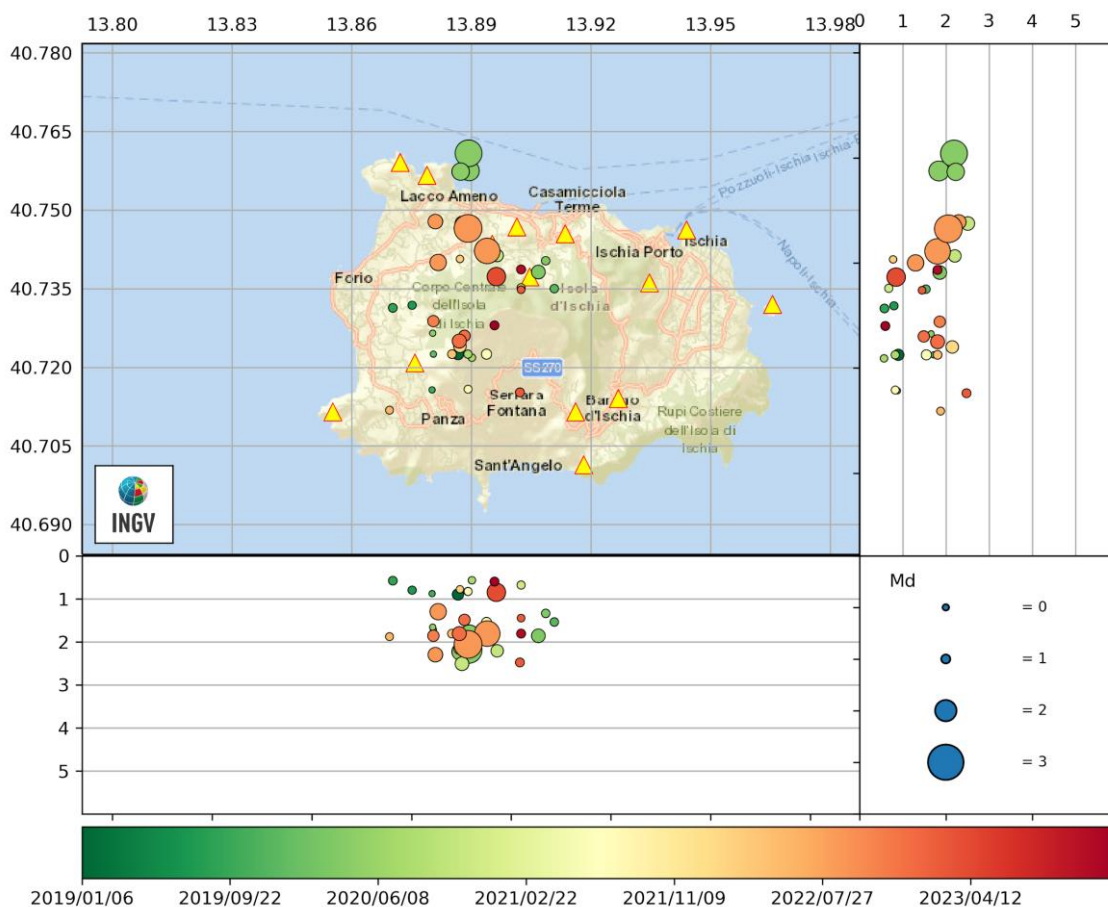 13.80 13.83 13.86 13.89 13.92 13.95 13.98
0 1 2 3 4 5
40.780
40.765
40.750
40.735
40.720
40.705
40.690
Lacco Ameno
Casamicciola
Terme
Pozzuoli-Ischia
Ischia Porto
Ischia
Napoli-Ischia
Forio
Corpo Centrale
dell'Isola
di Ischia
Isola
d'Ischia
SS270
Serrara
Fontana
Barano
d'Ischia
Panza
Rupi Costiere
dell'Isola di
Ischia
Sant'Angelo
INGV
0
1
2
3
4
5
Md
= 0
= 1
= 2
= 3
2019/01/06 2019/09/22 2020/06/08 2021/02/22 2021/11/09 2022/07/27 2023/04/12